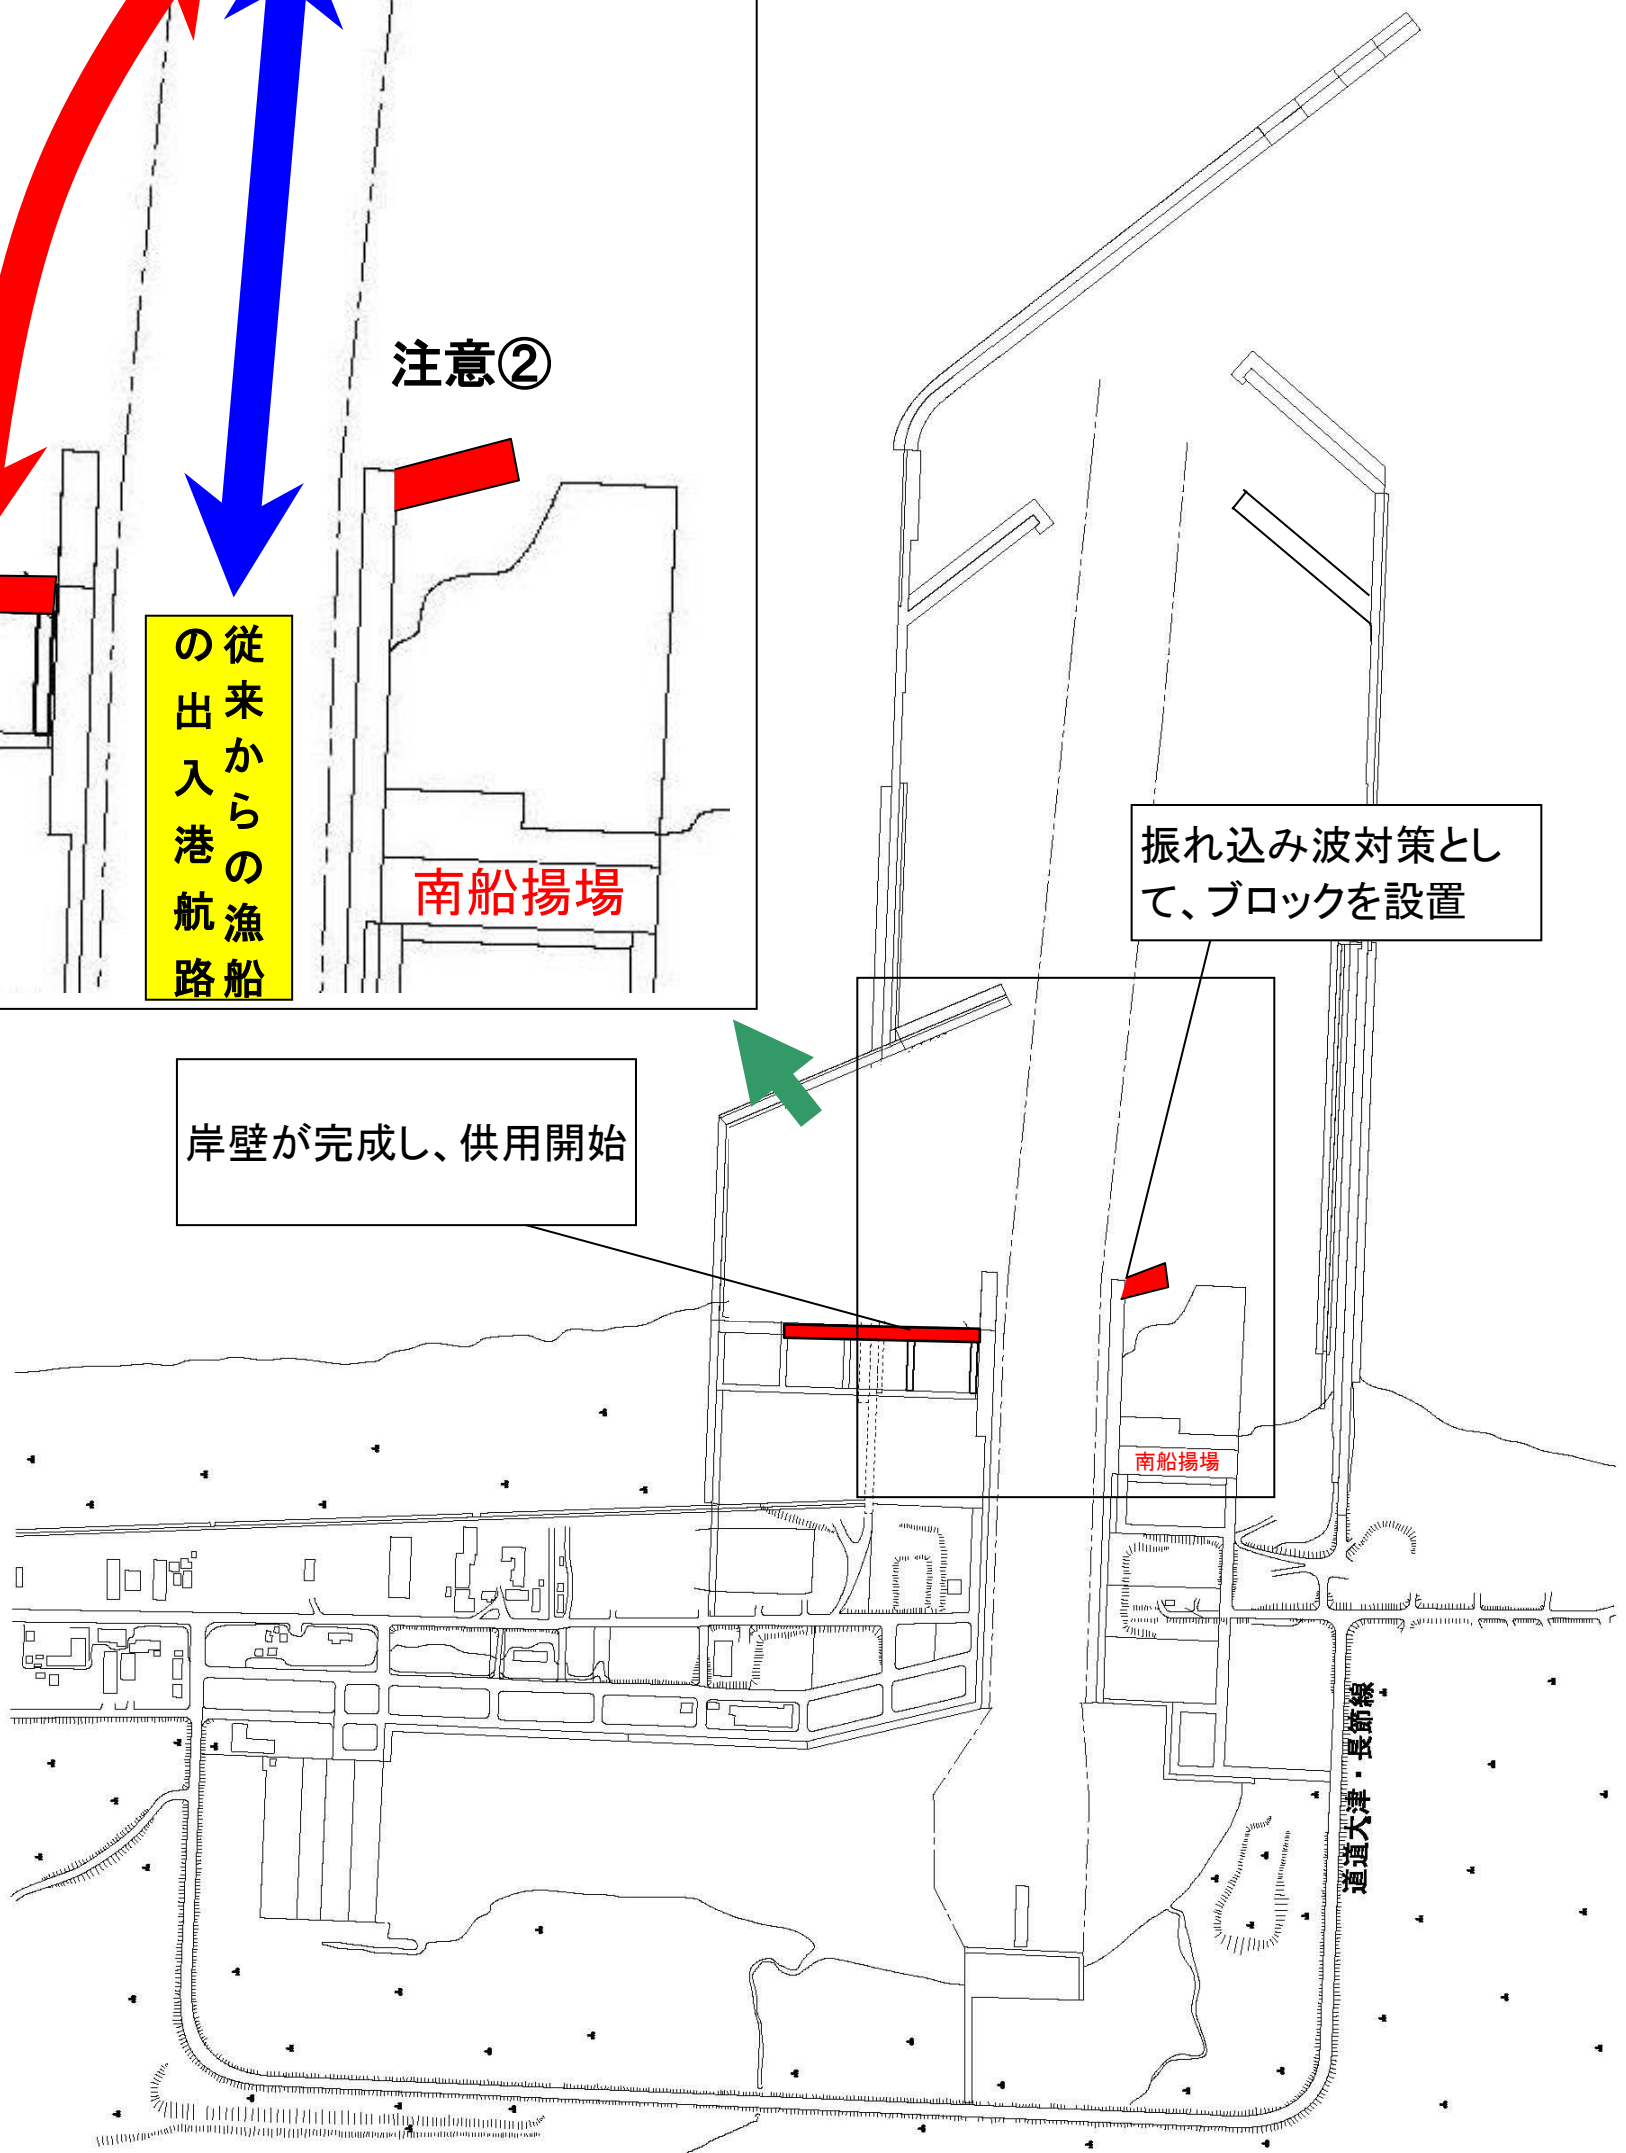 注意②
従来からの漁船
の出入港航路
南船揚場
振れ込み波対策とし
て、ブロックを設置
岸壁が完成し、供用開始
南船揚場
道道大津・長節線